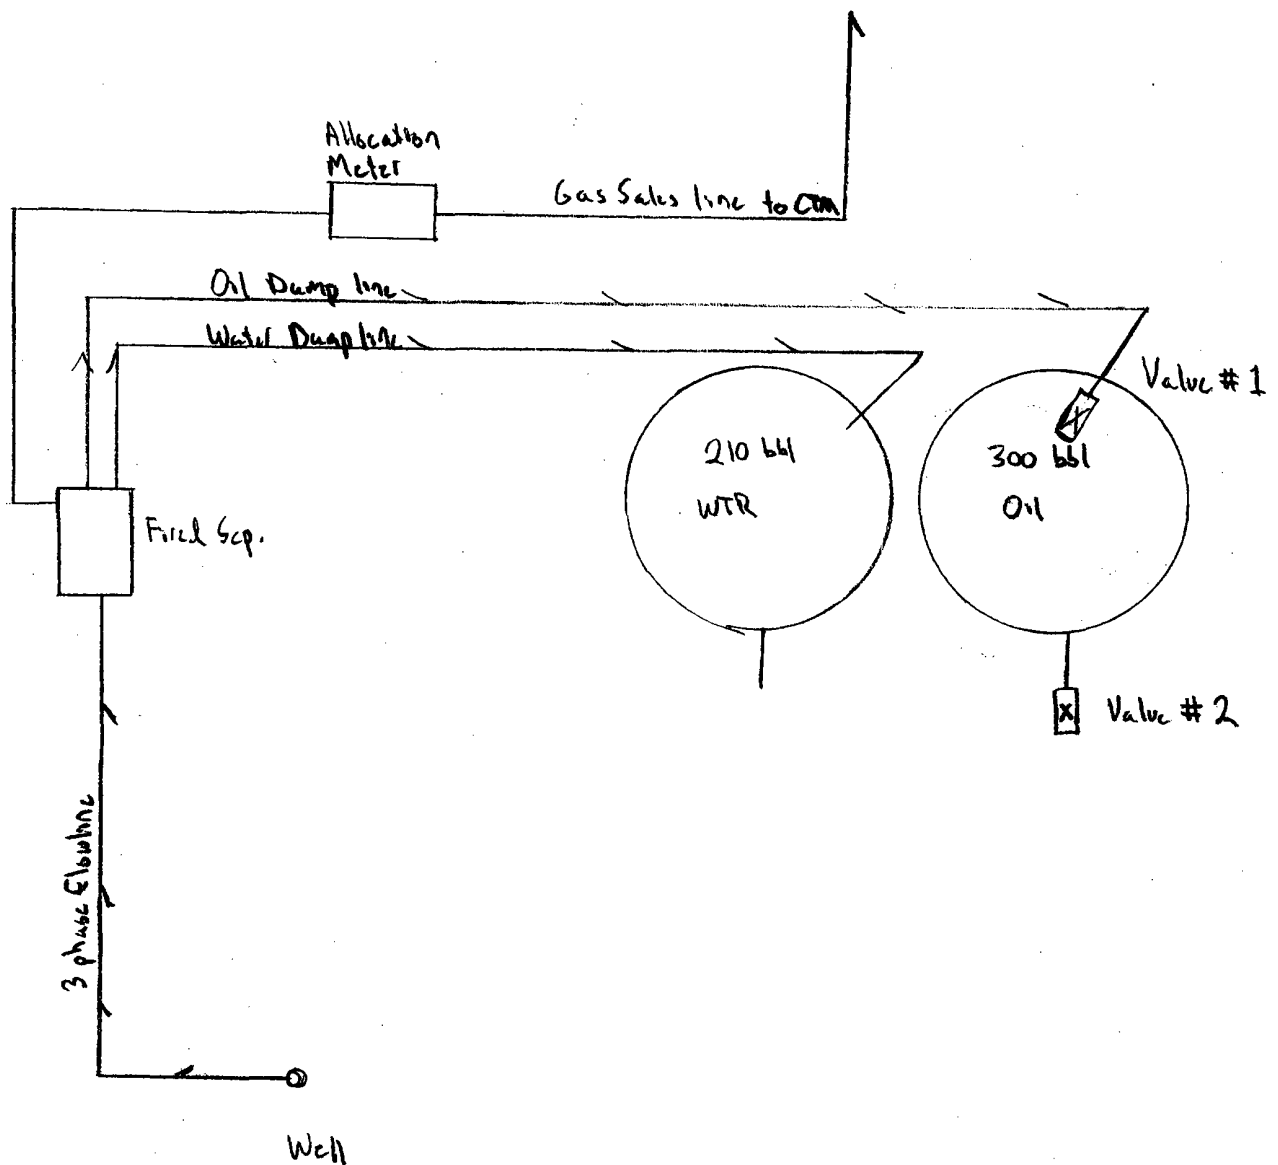 Allocation
Meter
Gas Sales line to CTM
Oil Dump line
Water Dump line
Valve #1
210 bbl
WTR
300 bbl
Oil
Fired Sep.
X
X
Valve #2
3 phase Flowline
Well